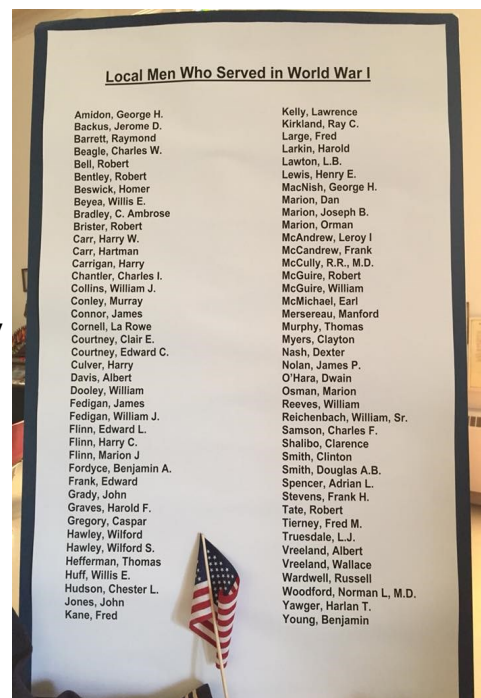 Local Men Who Served in World War I
Amidon, George H.
Backus, Jerome D.
Barrett, Raymond
Beagle, Charles W.
Bell, Robert
Bentley, Robert
Beswick, Homer
Beyea, Willis E.
Bradley, C. Ambrose
Brister, Robert
Carr, Harry W.
Carr, Hartman
Carrigan, Harry
Chantler, Charles I.
Collins, William J.
Conley, Murray
Connor, James
Cornell, La Rowe
Courtney, Clair E.
Courtney, Edward C.
Culver, Harry
Davis, Albert
Dooley, William
Fedigan, James
Fedigan, William J.
Flinn, Edward L.
Flinn, Harry C.
Flinn, Marion J
Fordyce, Benjamin A.
Frank, Edward
Grady, John
Graves, Harold F.
Gregory, Caspar
Hawley, Wilford
Hawley, Wilford S.
Hefferman, Thomas
Huff, Willis E.
Hudson, Chester L.
Jones, John
Kane, Fred
Kelly, Lawrence
Kirkland, Ray C.
Large, Fred
Larkin, Harold
Lawton, L.B.
Lewis, Henry E.
MacNish, George H.
Marion, Dan
Marion, Joseph B.
Marion, Orman
McAndrew, Leroy I
McCandrew, Frank
McCully, R.R., M.D.
McGuire, Robert
McGuire, William
McMichael, Earl
Mersereau, Manford
Murphy, Thomas
Myers, Clayton
Nash, Dexter
Nolan, James P.
O'Hara, Dwain
Osman, Marion
Reeves, William
Reichenbach, William, Sr.
Samson, Charles F.
Shalibo, Clarence
Smith, Clinton
Smith, Douglas A.B.
Spencer, Adrian L.
Stevens, Frank H.
Tate, Robert
Tierney, Fred M.
Truesdale, L.J.
Vreeland, Albert
Vreeland, Wallace
Wardwell, Russell
Woodford, Norman L, M.D.
Yawger, Harlan T.
Young, Benjamin